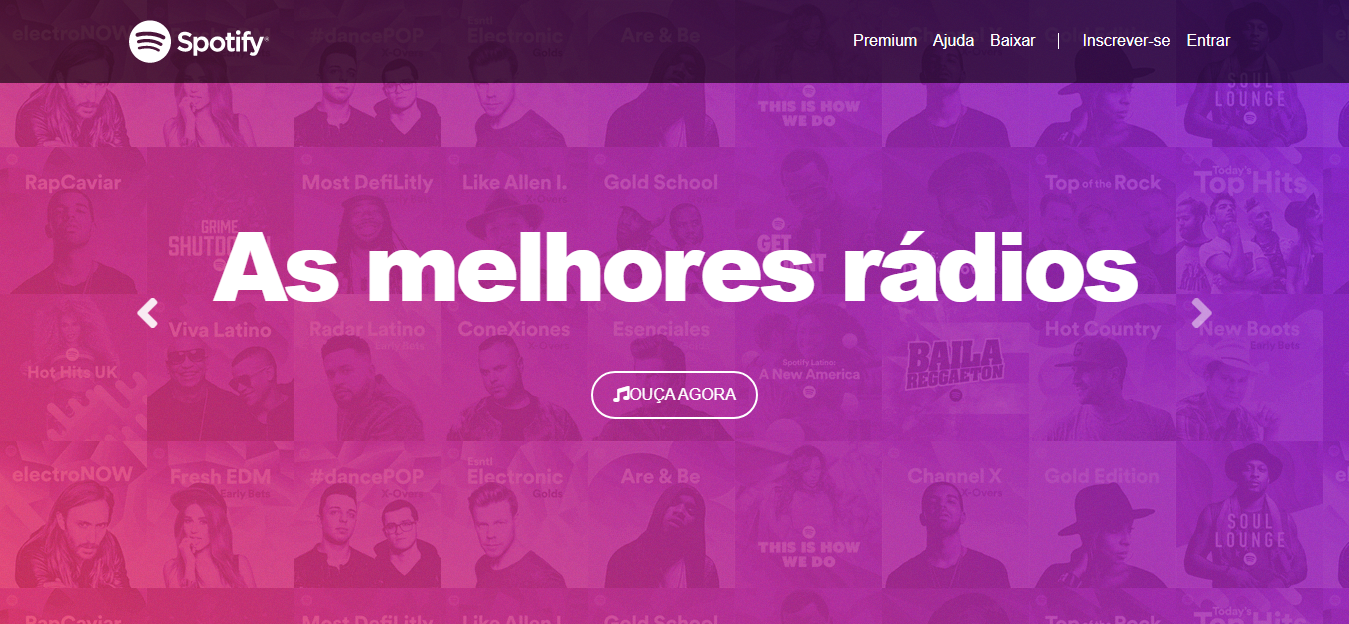 electroNOW
#dancePOP
Esntl
Electronic
Golds
Are & Be
Spotify®
Premium Ajuda Baixar | Inscrever-se Entrar
THIS IS HOW
WE DO
SOUL
LOUNGE
RapCaviar
Most DefiLitly
Like Allen I.
Gold School
Top of the Rock
Today's
Top Hits
GRIME
SHUTDOWN
GET
As melhores rádios
Hot Hits UK
Viva Latino
Radar Latino
Early Bets
ConeXiones
X-Overs
Esenciales
Spotify Latino:
A New America
BAILA
REGGAETON
Hot Country
New Boots
Early Bets
OUÇA AGORA
electroNOW
Fresh EDM
Early Bets
#dancePOP
X-Overs
Esntl
Electronic
Golds
Are & Be
THIS IS HOW
WE DO
Channel X
X-Overs
Gold Edition
SOUL
LOUNGE
RapCaviar
Most DefiLitly
Like Allen I.
Gold School
Top of the Rock
Today's
Top Hits